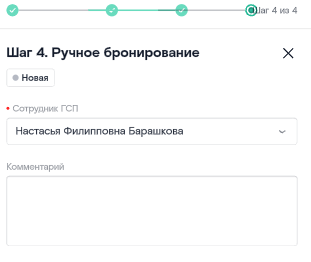 Шаг 4 из 4
Шаг 4. Ручное бронирование
Новая
* Сотрудник ГСП
Настасья Филипповна Барашкова
Комментарий